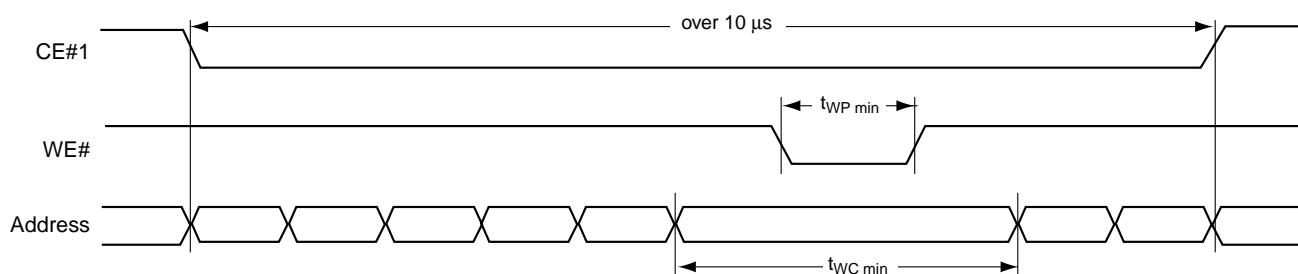 over 10 μs
CE#1
tWP min
WE#
Address
tWC min